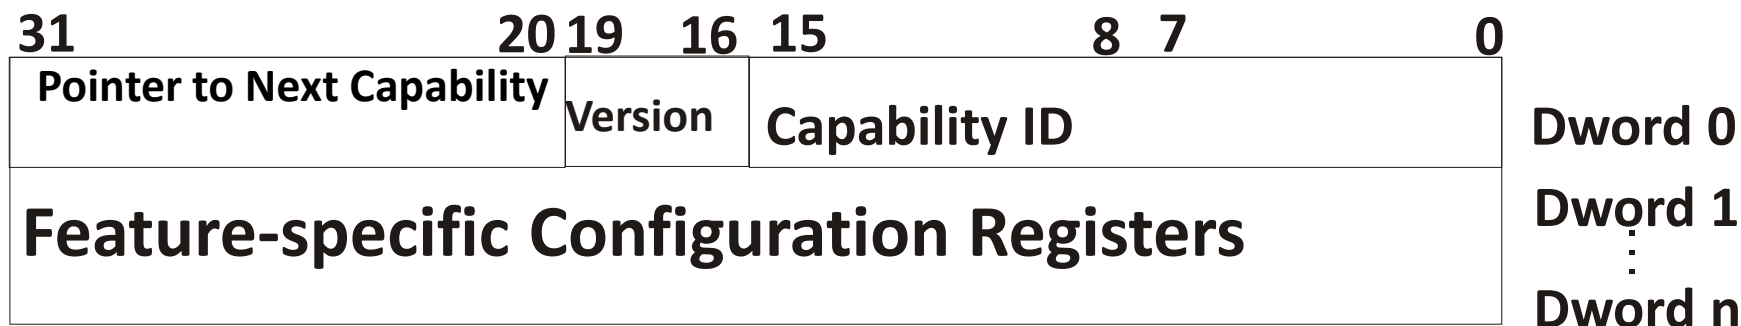 31 20 19 16 15 8 7 0
Pointer to Next Capability Version Capability ID Dword 0
Feature-specific Configuration Registers Dword 1
Dword n